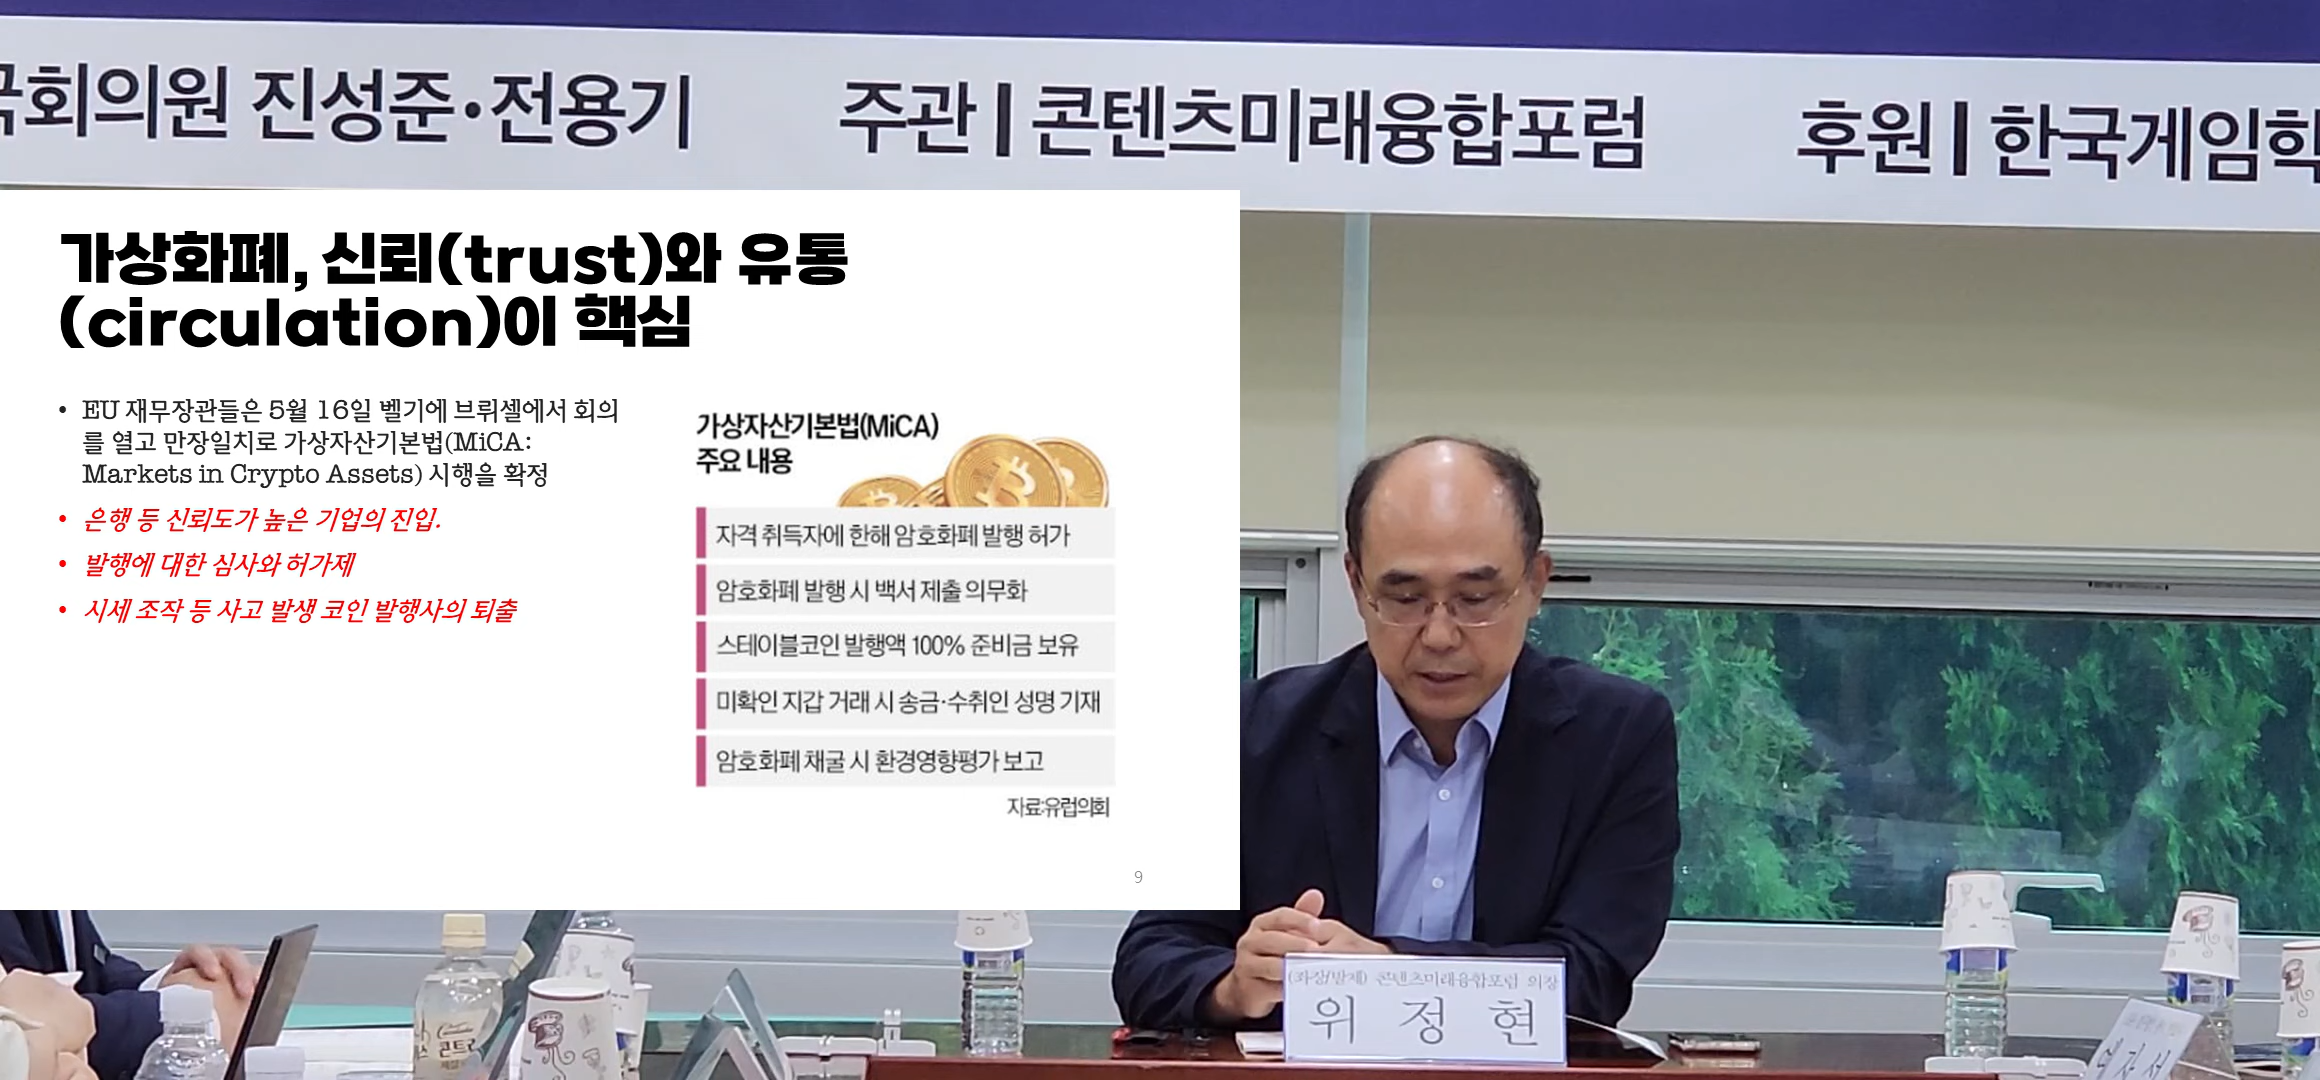 국회의원 진성준·전용기 주관 | 콘텐츠미래융합포럼 후원 | 한국게임학
가상화폐, 신뢰(trust)와 유통
(circulation)이 핵심
• EU 재무장관들은 5월 16일 벨기에 브뤼셀에서 회의
를 열고 만장일치로 가상자산기본법(MiCA:
Markets in Crypto Assets) 시행을 확정
• 은행 등 신뢰도가 높은 기업의 진입.
• 발행에 대한 심사와 허가제
• 시세 조작 등 사고 발생 코인 발행사의 퇴출
가상자산기본법(MiCA)
주요 내용
자격 취득자에 한해 암호화폐 발행 허가
암호화폐 발행 시 백서 제출 의무화
스테이블코인 발행액 100% 준비금 보유
미확인 지갑 거래 시 송금·수취인 성명 기재
암호화폐 채굴 시 환경영향평가 보고
자료:유럽의회
9
(좌장/발제) 콘텐츠미래융합포럼 의장
위 정 현